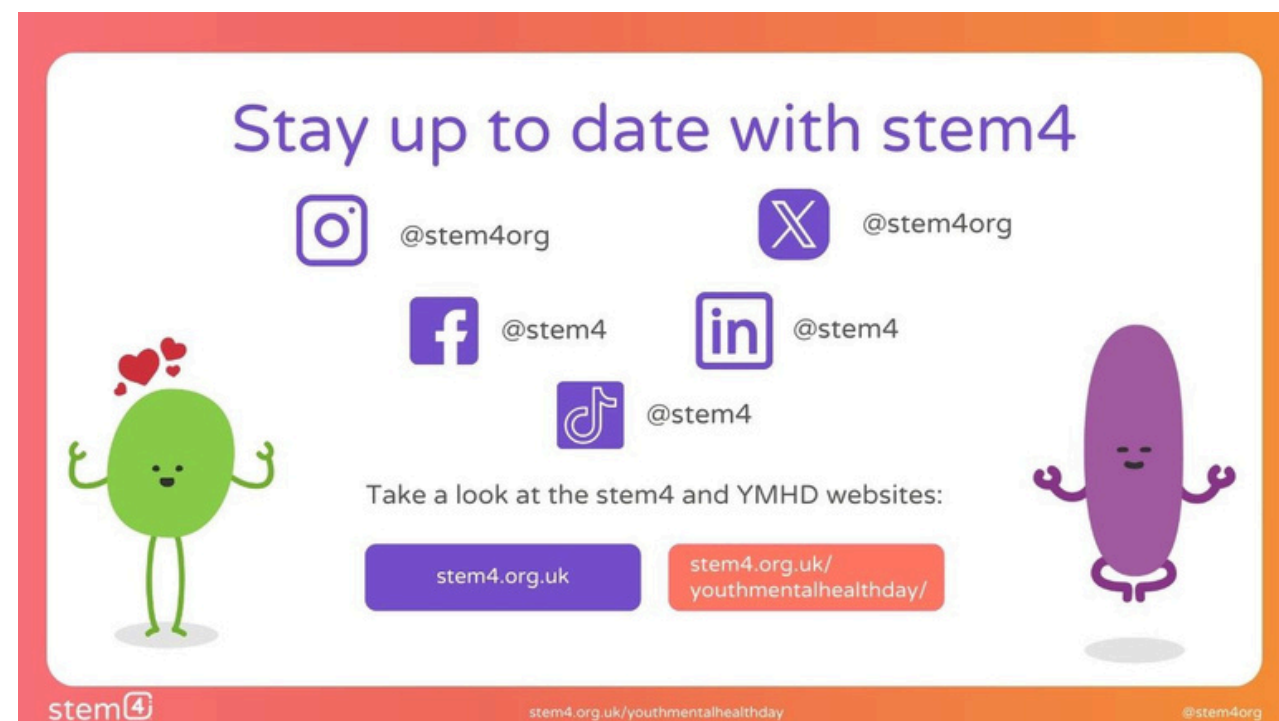 Stay up to date with stem4
@stem4org
@stem4org
@stem4
in
@stem4
@stem4
Take a look at the stem4 and YMHD websites:
stem4.org.uk
stem4.org.uk/
youthmentalhealthday/
stem4
stem4.org.uk/youthmentalhealthday
@stem4org